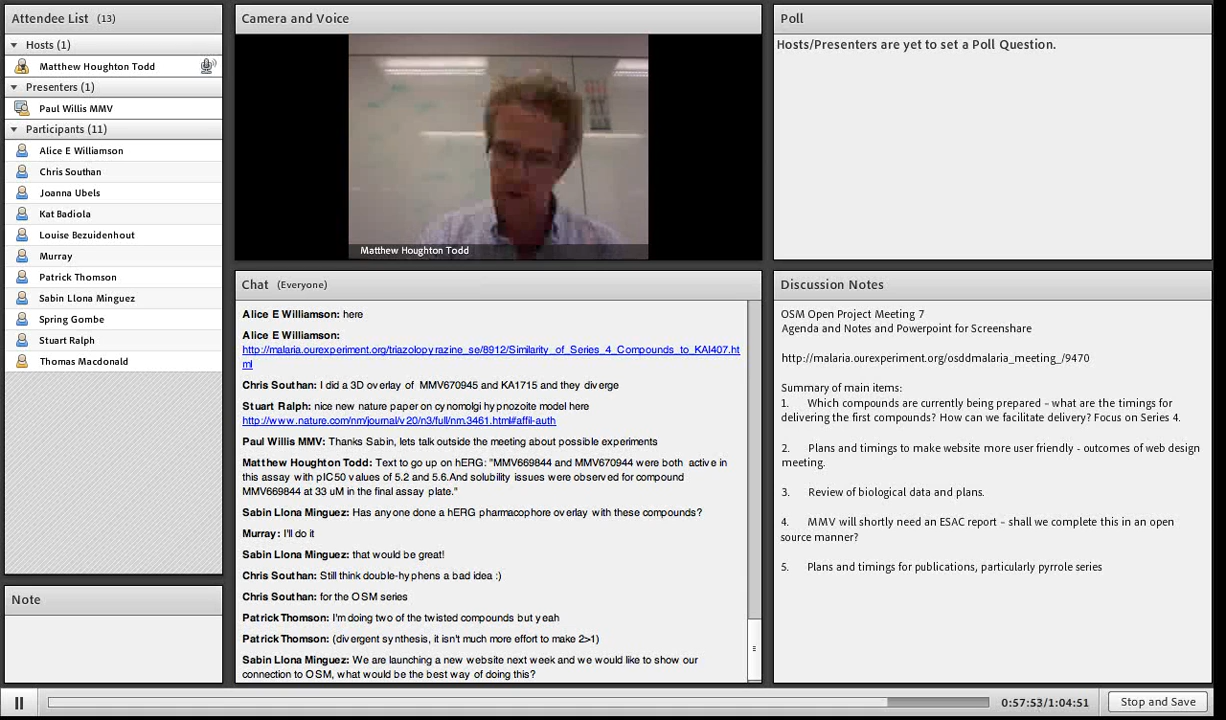 Attendee List (13)
Hosts (1)
Matthew Houghton Todd
Presenters (1)
Paul Willis MMV
Participants (11)
Alice E Williamson
Chris Southan
Joanna Ubels
Kat Badiola
Louise Bezuidenhout
Murray
Patrick Thomson
Sabin Llona Minguez
Spring Gombe
Stuart Ralph
Thomas Macdonald
Note
Camera and Voice
Matthew Houghton Todd
Chat (Everyone)
Alice E Williamson: here
Alice E Williamson:
http://malaria.ourexperiment.org/triazolopyrazine_se/8912/Similarity_of_Series_4_Compounds_to_KAI407.ht
ml
Chris Southan: I did a 3D overlay of MMV670945 and KA1715 and they diverge
Stuart Ralph: nice new nature paper on cynomolgi hypnozoite model here
http://www.nature.com/nm/journal/v20/n3/full/nm.3461.html#affil-auth
Paul Willis MMV: Thanks Sabin, lets talk outside the meeting about possible experiments
Matthew Houghton Todd: Text to go up on hERG: "MMV669844 and MMV670944 were both active in
this assay with pIC50 values of 5.2 and 5.6.And solubility issues were observed for compound
MMV669844 at 33 uM in the final assay plate."
Sabin Llona Minguez: Has anyone done a hERG pharmacophore overlay with these compounds?
Murray: I'll do it
Sabin Llona Minguez: that would be great!
Chris Southan: Still think double-hyphens a bad idea :)
Chris Southan: for the OSM series
Patrick Thomson: I'm doing two of the twisted compounds but yeah
Patrick Thomson: (divergent synthesis, it isn't much more effort to make 2>1)
Sabin Llona Minguez: We are launching a new website next week and we would like to show our
connection to OSM, what would be the best way of doing this?
Poll
Hosts/Presenters are yet to set a Poll Question.
Discussion Notes
OSM Open Project Meeting 7
Agenda and Notes and Powerpoint for Screenshare
http://malaria.ourexperiment.org/osddmalaria_meeting_/9470
Summary of main items:
1. Which compounds are currently being prepared - what are the timings for
delivering the first compounds? How can we facilitate delivery? Focus on Series 4.
2. Plans and timings to make website more user friendly - outcomes of web design
meeting.
3. Review of biological data and plans.
4. MMV will shortly need an ESAC report - shall we complete this in an open
source manner?
5. Plans and timings for publications, particularly pyrrole series
0:57:53/1:04:51
Stop and Save